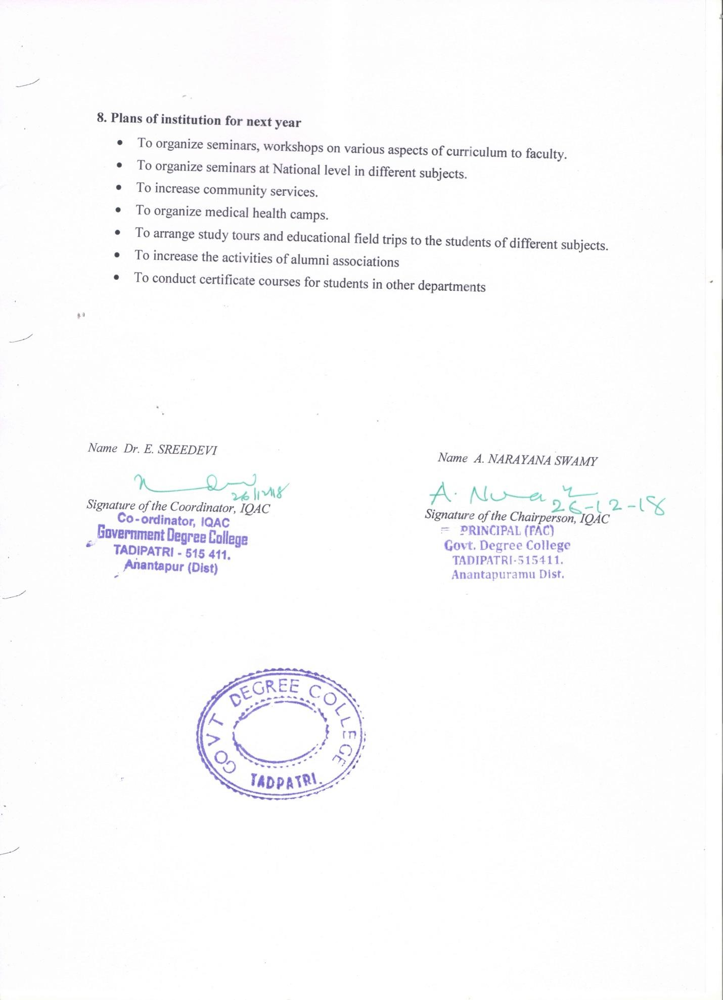 8. Plans of institution for next year
• To organize seminars, workshops on various aspects of curriculum to faculty.
• To organize seminars at National level in different subjects.
• To increase community services.
• To organize medical health camps.
• To arrange study tours and educational field trips to the students of different subjects.
• To increase the activities of alumni associations
• To conduct certificate courses for students in other departments
Name Dr. E. SREEDEVI
26/12/18
Signature of the Coordinator, IQAC
Co-ordinator, IQAC
Government Degree College
TADIPATRI - 515 411.
Anantapur (Dist)
Name A. NARAYANA SWAMY
A.
26-12-18
Signature of the Chairperson, IQAC
PRINCIPAL (FAC)
Govt. Degree College
TADIPATRI-515411.
Anantapuramu Dist.
GOVT DEGREE COLLEGE
TADPATRI.